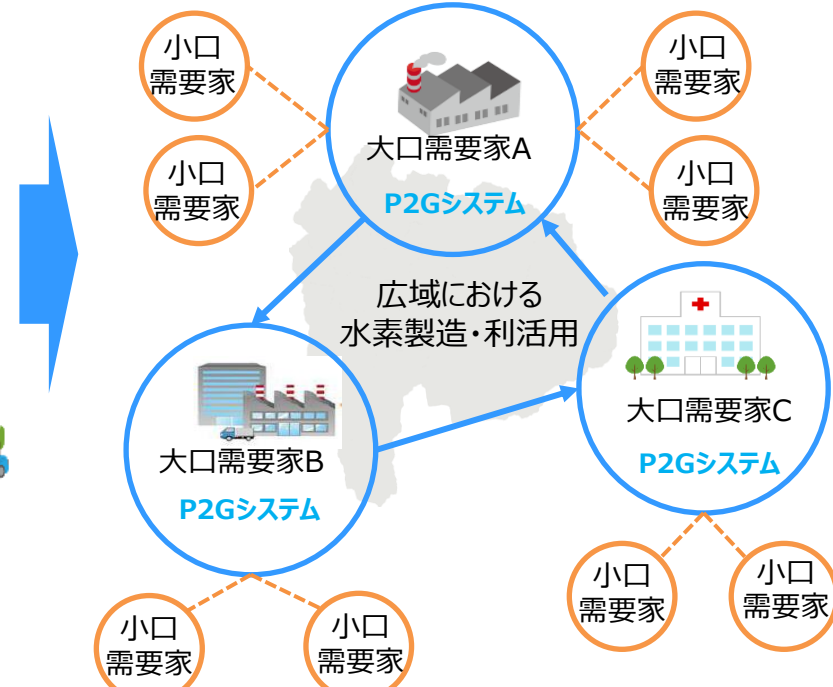 小口
需要家
小口
需要家
大口需要家A
P2Gシステム
小口
需要家
小口
需要家
広域における
水素製造・利活用
大口需要家B
P2Gシステム
大口需要家C
P2Gシステム
小口
需要家
小口
需要家
小口
需要家
小口
需要家